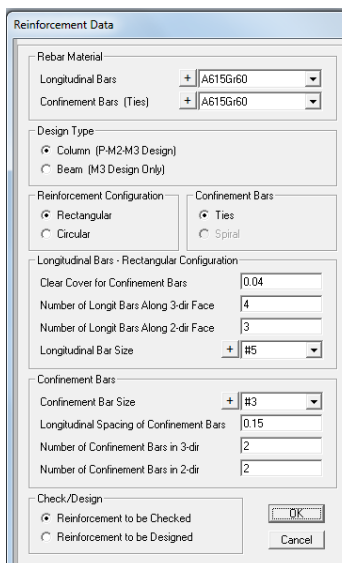 Reinforcement Data
Rebar Material
Longitudinal Bars + A615Gr60
Confinement Bars (Ties) + A615Gr60
Design Type
Column (P-M2-M3 Design)
Beam (M3 Design Only)
Reinforcement Configuration Confinement Bars
Rectangular Ties
Circular Spiral
Longitudinal Bars - Rectangular Configuration
Clear Cover for Confinement Bars 0.04
Number of Longit Bars Along 3-dir Face 4
Number of Longit Bars Along 2-dir Face 3
Longitudinal Bar Size + #5
Confinement Bars
Confinement Bar Size + #3
Longitudinal Spacing of Confinement Bars 0.15
Number of Confinement Bars in 3-dir 2
Number of Confinement Bars in 2-dir 2
Check/Design
Reinforcement to be Checked OK
Reinforcement to be Designed Cancel